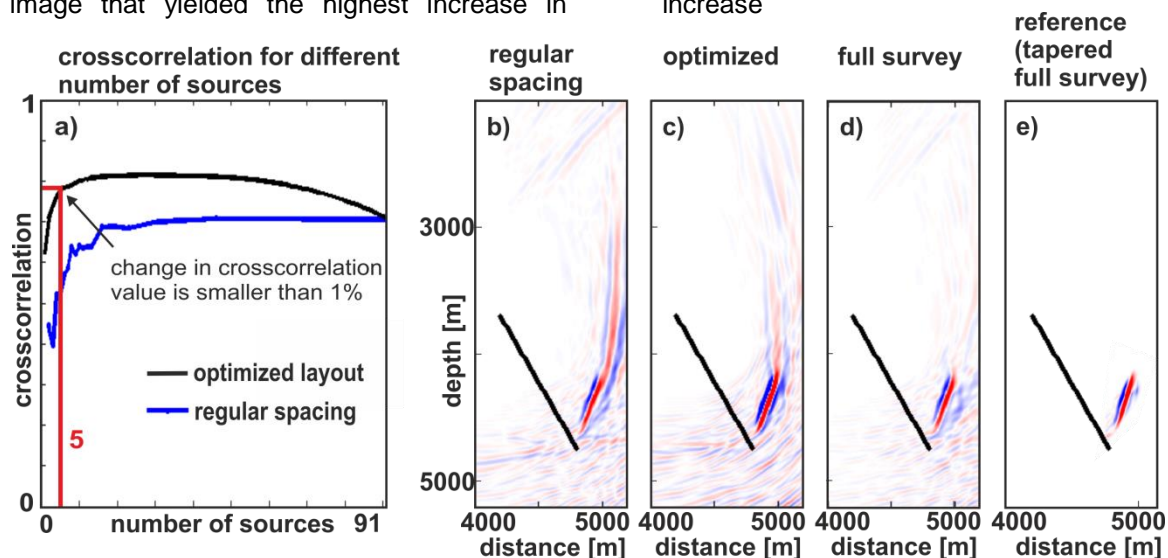 image that yielded the highest increase in
increase
crosscorrelation for different
number of sources
regular
spacing
optimized
full survey
reference
(tapered
full survey)
1
a)
b)
c)
d)
e)
crosscorrelation
change in crosscorrelation
value is smaller than 1%
optimized layout
regular spacing
5
0
0
number of sources
91
3000
depth [m]
5000
4000
5000
distance [m]
4000
5000
distance [m]
4000
5000
distance [m]
4000
5000
distance [m]